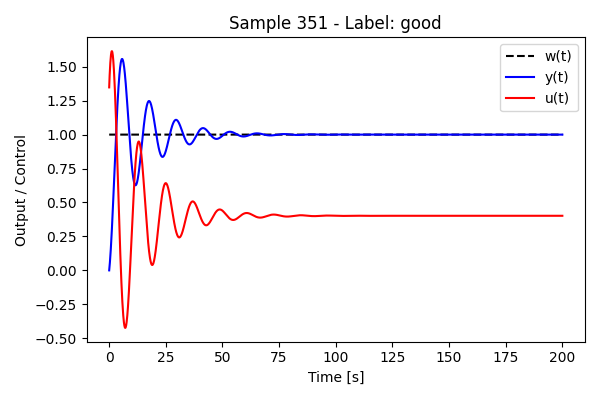 Sample 351 - Label: good
w(t)
y(t)
u(t)
Output / Control
1.50
1.25
1.00
0.75
0.50
0.25
0.00
−0.25
−0.50
0 25 50 75 100 125 150 175 200
Time [s]